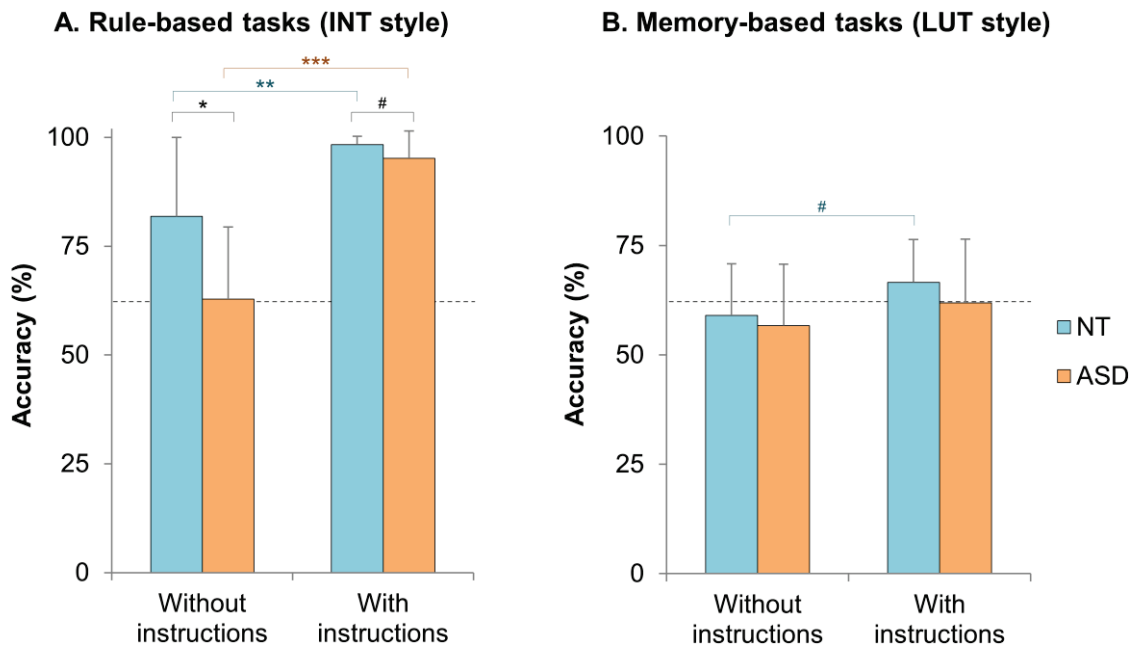 A. Rule-based tasks (INT style)
***
**
*
#
100
75
50
25
0
Accuracy (%)
Without
instructions
With
instructions
B. Memory-based tasks (LUT style)
#
100
75
50
25
0
Accuracy (%)
Without
instructions
With
instructions
NT
ASD